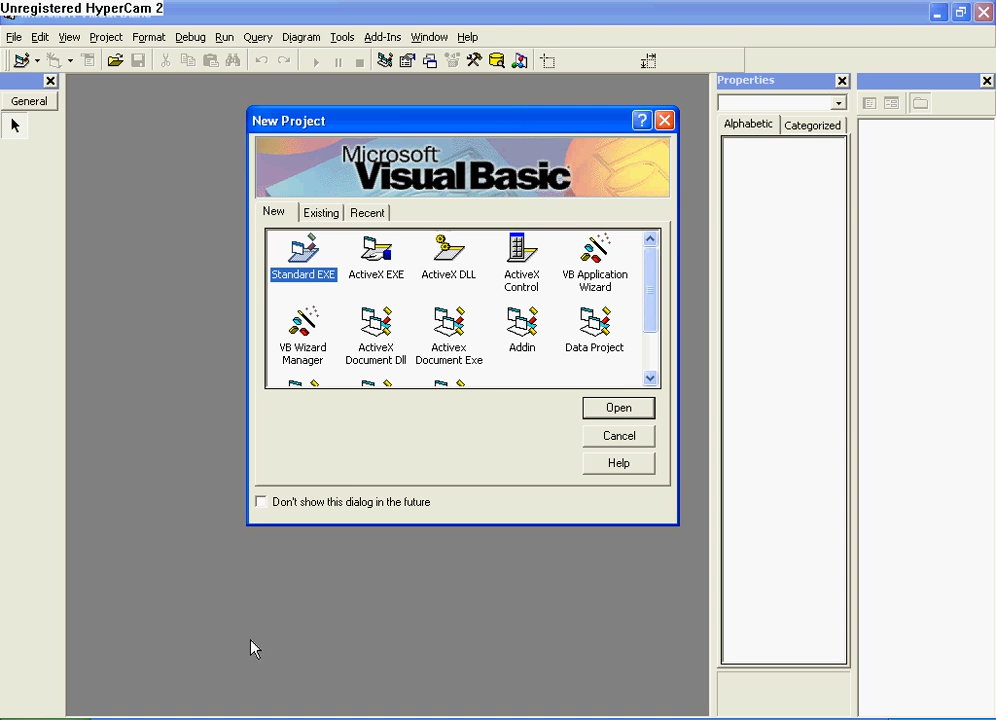 Unregistered HyperCam 2
File Edit View Project Format Debug Run Query Diagram Tools Add-Ins Window Help
General
New Project
Microsoft
Visual Basic
New Existing Recent
Standard EXE
ActiveX EXE
ActiveX DLL
ActiveX
Control
VB Application
Wizard
VB Wizard
Manager
ActiveX
Document Dll
Activex
Document Exe
Addin
Data Project
Open
Cancel
Help
Don't show this dialog in the future
Properties
Alphabetic Categorized